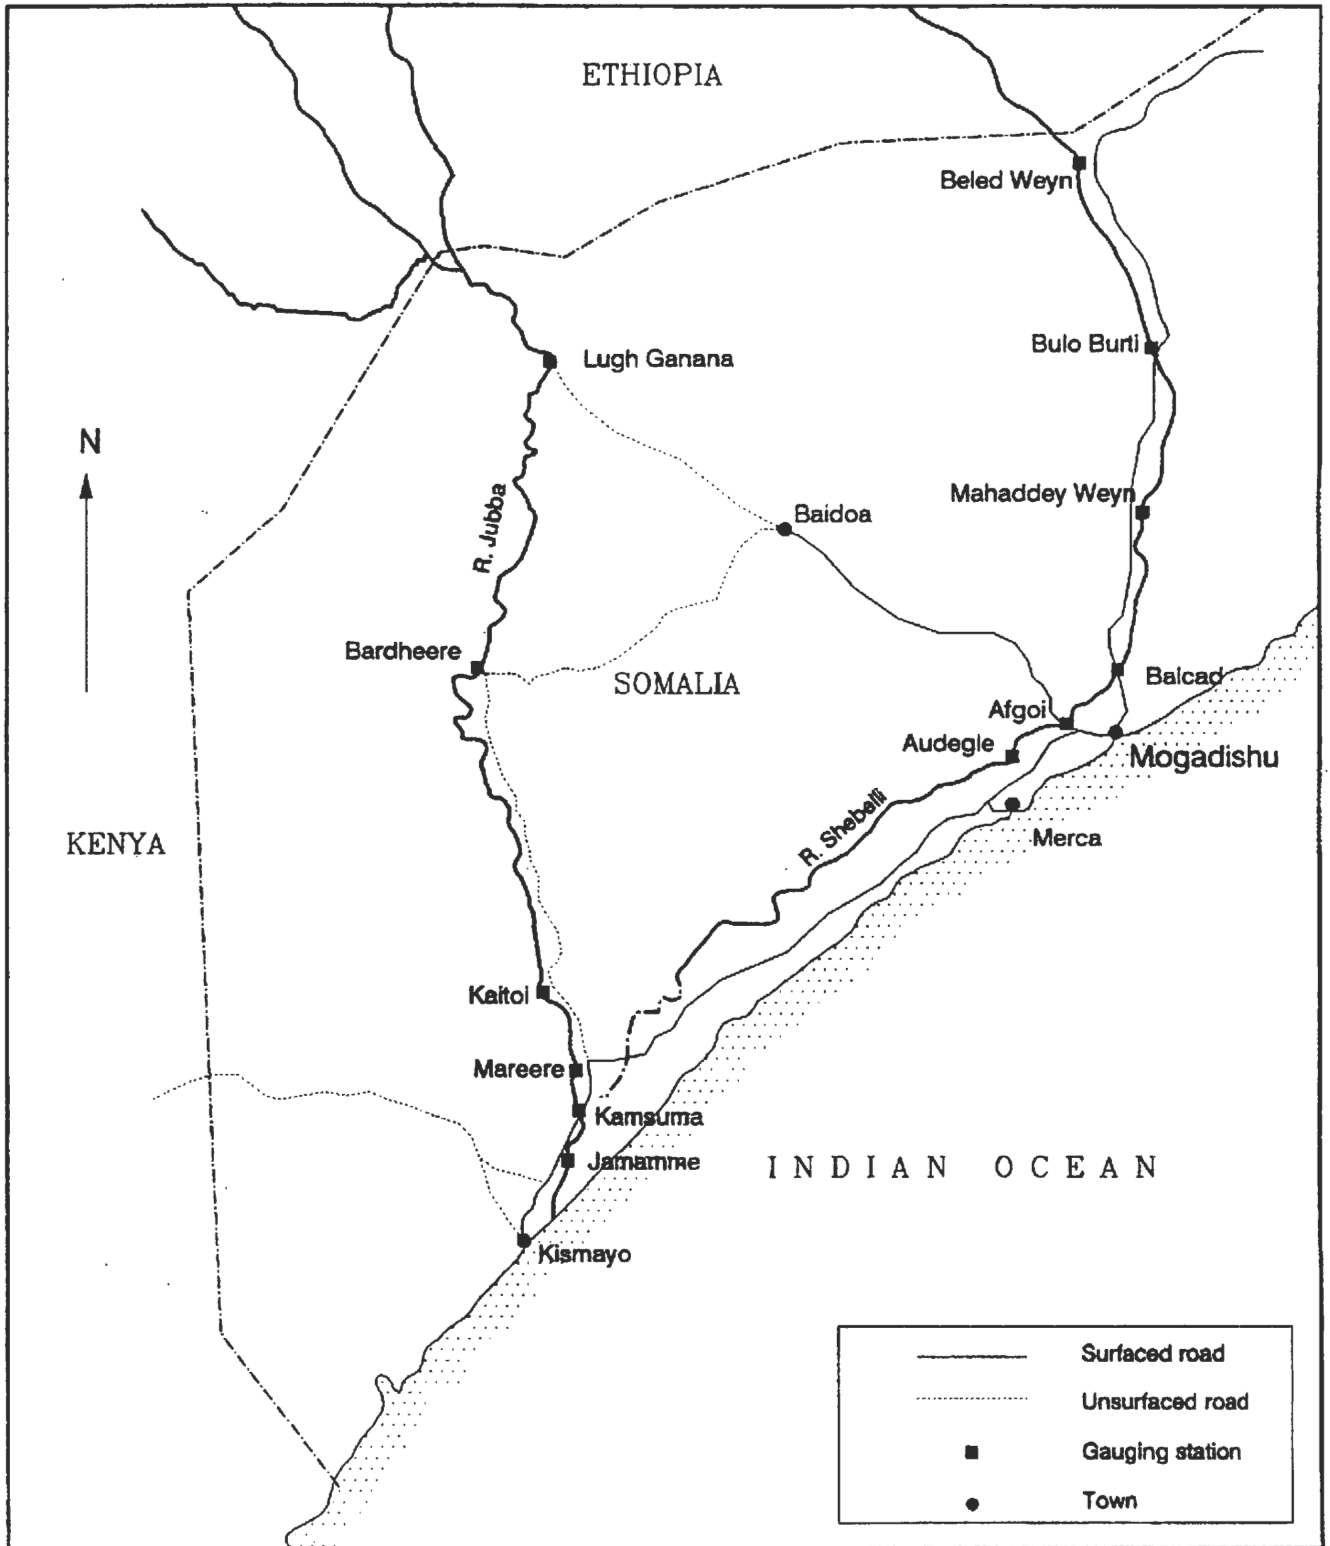 ETHIOPIA
Beled Weyn
Bulo Burti
Lugh Ganana
N
Mahaddey Weyn
Baidoa
R. Jubba
Bardheere
SOMALIA
Balcad
Afgoi
Audegle
Mogadishu
R. Shebelli
Merca
KENYA
Kaitoi
Mareere
Kamsuma
Jamamme
INDIAN OCEAN
Kismayo
Surfaced road
Unsurfaced road
Gauging station
Town